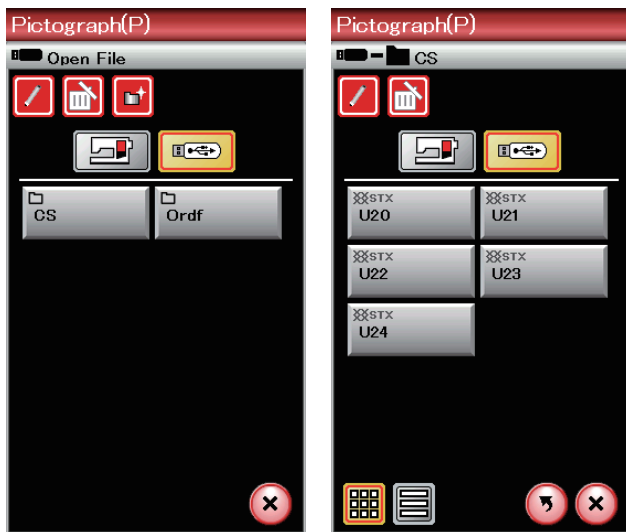 Pictograph(P)
Open File
CS
Ordf
Pictograph(P)
CS
STX
U20
STX
U21
STX
U22
STX
U23
STX
U24